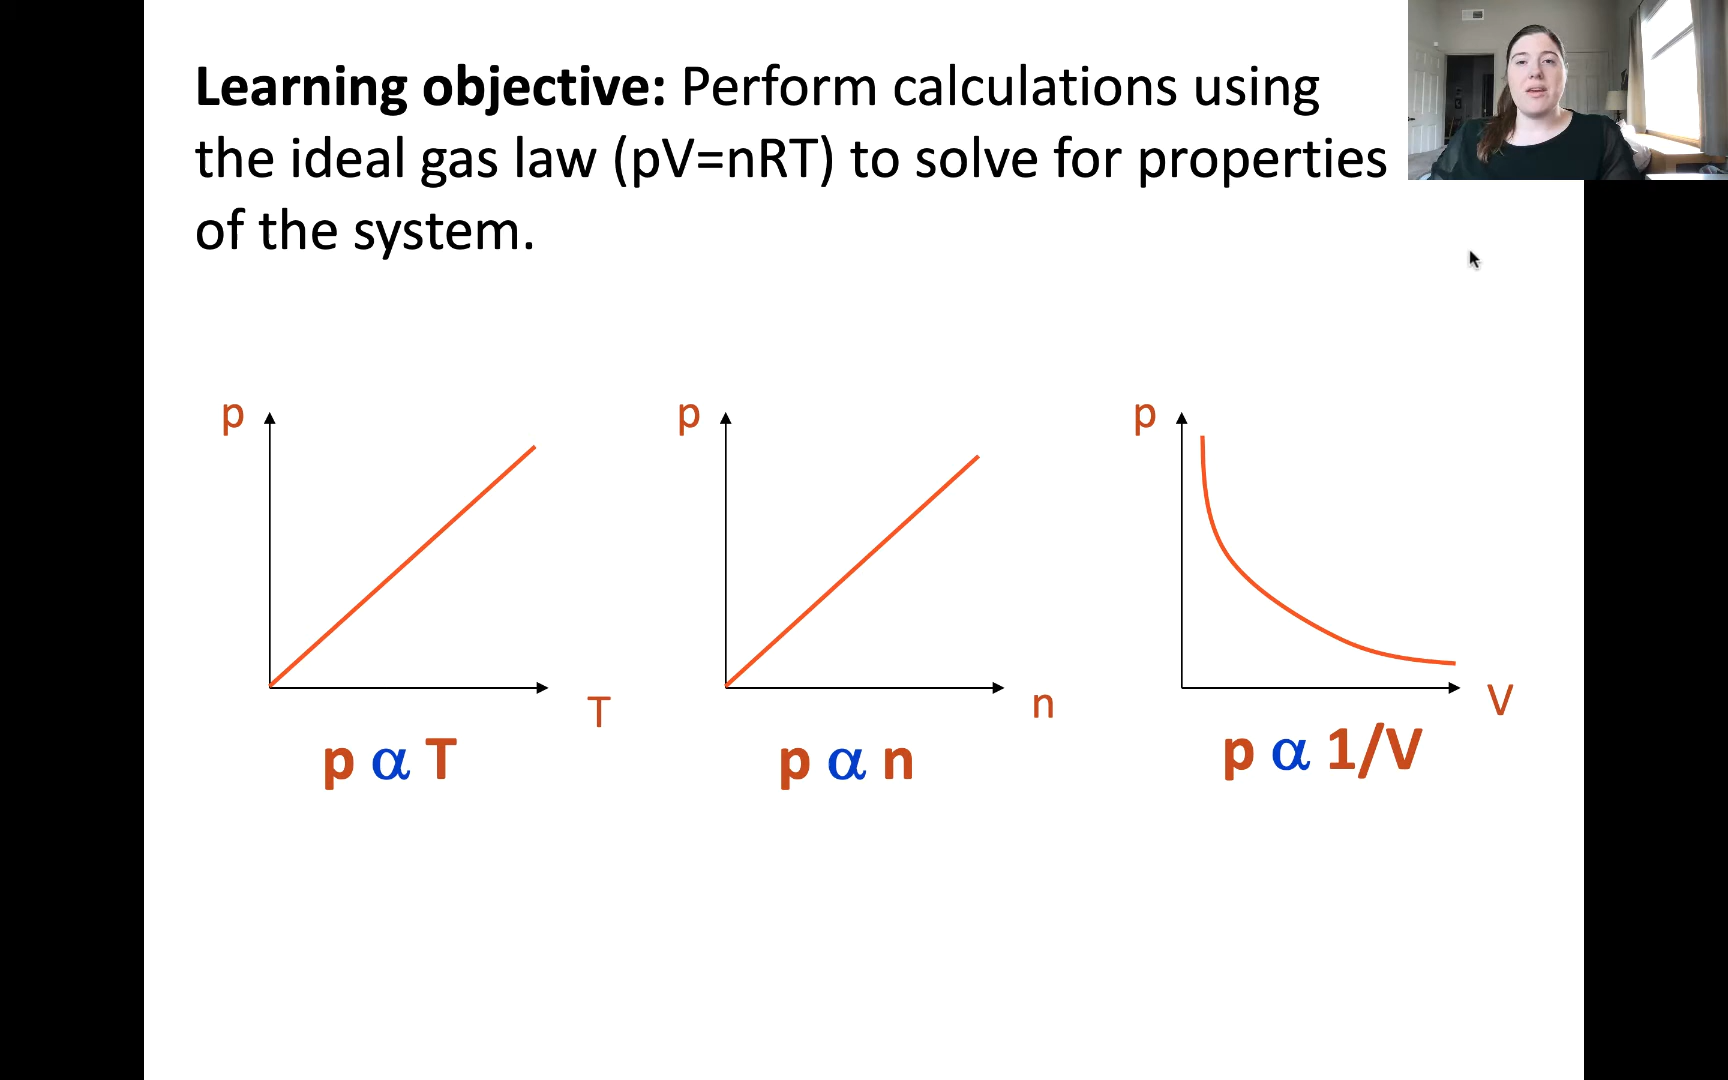 Learning objective: Perform calculations using
the ideal gas law (pV=nRT) to solve for properties
of the system.
p
T
p α T
p
n
p α n
p
V
p α 1/V